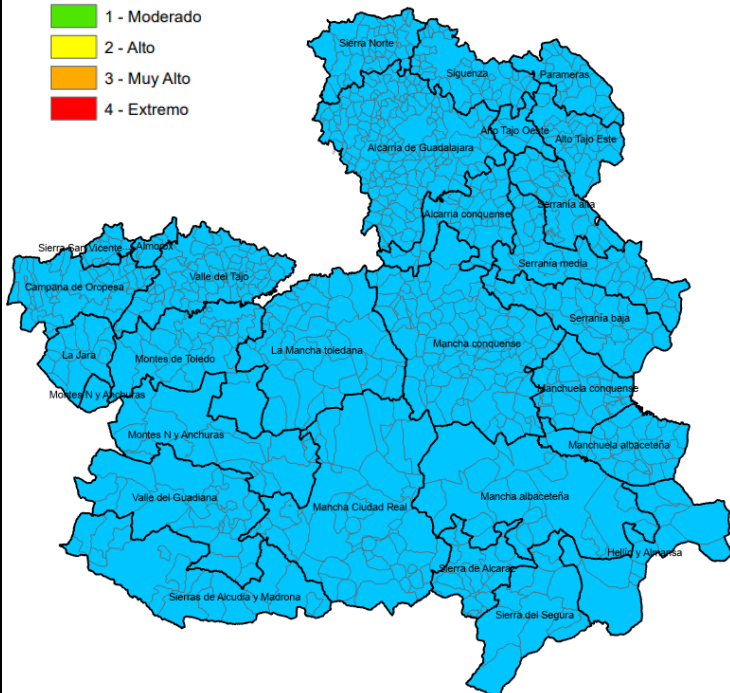 1 - Moderado
2 - Alto
3 - Muy Alto
4 - Extremo
Sierra Norte
Siguenza
Parameras
Alto Tajo Oeste
Alto Tajo Este
Alcarria de Guadalajara
Serranía alta
Alcarria conquense
Sierra San Vicente
Almorox
Serranía media
Valle del Tajo
Campana de Oropesa
Serranía baja
Mancha conquense
La Mancha toledana
La Jara
Montes de Toledo
Manchuela conquense
Montes N y Anchuras
Montes N y Anchuras
Manchuela albaceteña
Valle del Guadiana
Mancha albaceteña
Mancha Ciudad Real
Hellín y Almansa
Sierra de Alcaraz
Sierras de Alcudia y Madrona
Sierra del Segura